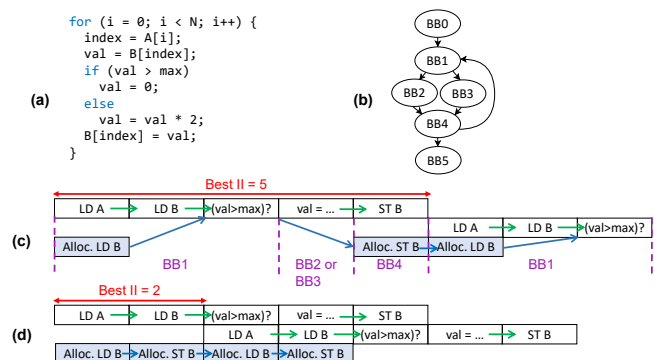 for (i = 0; i < N; i++) {
index = A[i];
val = B[index];
if (val > max)
val = 0;
else
val = val * 2;
B[index] = val;
}
(a)
(b)
BB0
BB1
BB2 BB3
BB4
BB5
Best II = 5
LD A LD B (val>max)? val = ... ST B
LD A LD B (val>max)?
(c)
Alloc. LD B Alloc. ST B Alloc. LD B
BB1 BB2 or BB4 BB1
BB3
Best II = 2
LD A LD B (val>max)? val = ... ST B
(d)
LD A LD B (val>max)? val = ... ST B
Alloc. LD B Alloc. ST B Alloc. LD B Alloc. ST B